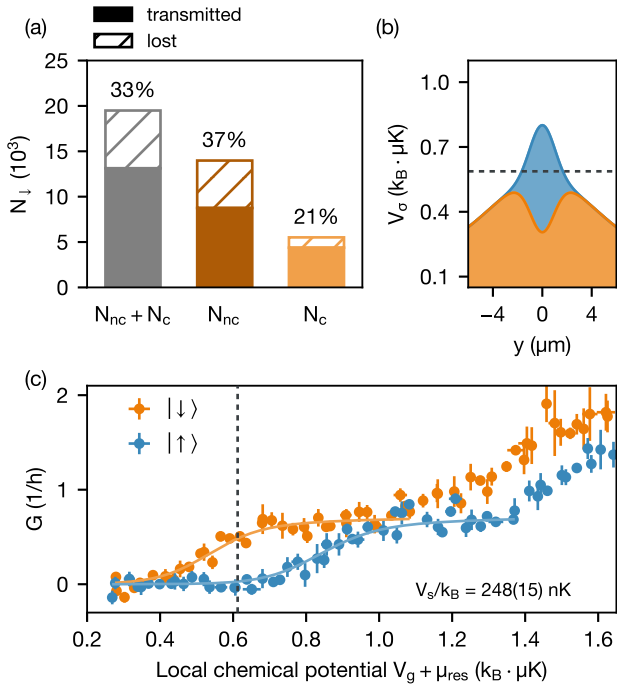 (a)
transmitted
lost
25
20
15
10
5
0
N↓ (10³)
33%
37%
21%
N_nc + N_c
N_nc
N_c
(b)
1.0
0.7
0.4
0.1
V_σ (k_B · µK)
−4 0 4
y (µm)
(c)
2
1
0
G (1/h)
|↓⟩
|↑⟩
V_s/k_B = 248(15) nK
0.2 0.4 0.6 0.8 1.0 1.2 1.4 1.6
Local chemical potential V_g + µ_res (k_B · µK)